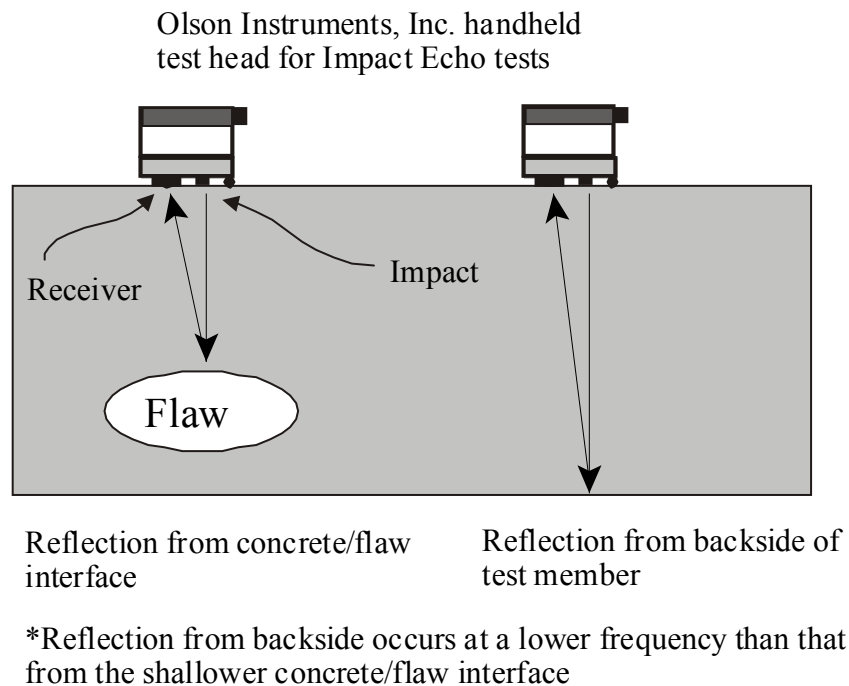 Olson Instruments, Inc. handheld
test head for Impact Echo tests
Receiver
Impact
Flaw
Reflection from concrete/flaw
interface
Reflection from backside of
test member
*Reflection from backside occurs at a lower frequency than that
from the shallower concrete/flaw interface